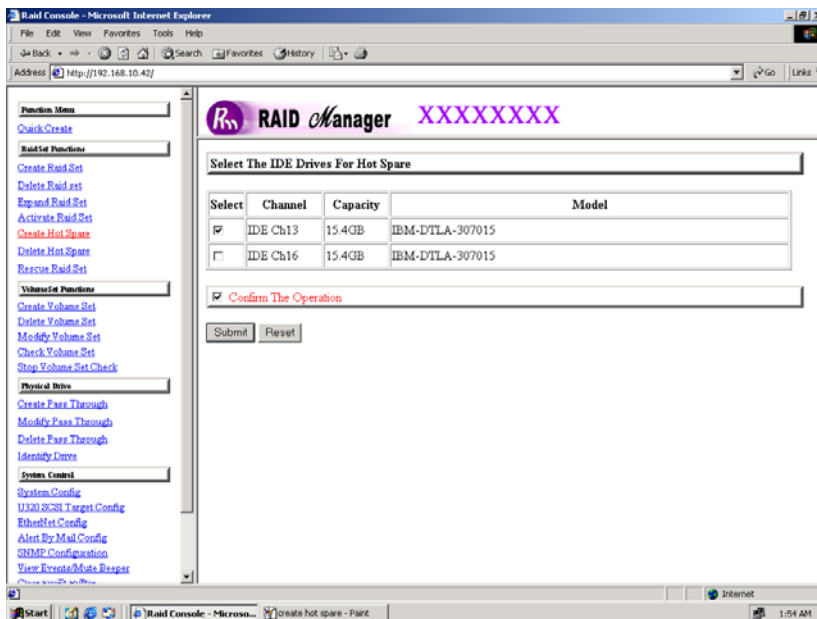 Raid Console - Microsoft Internet Explorer
File Edit View Favorites Tools Help
Back Search Favorites History
Address http://192.168.10.42/ Go Links
Function Menu
Quick Create
RaidSet Functions
Create Raid Set
Delete Raid set
Expand Raid Set
Activate Raid Set
Create Hot Spare
Delete Hot Spare
Rescue Raid Set
VolumeSet Functions
Create Volume Set
Delete Volume Set
Modify Volume Set
Check Volume Set
Stop Volume Set Check
Physical Drive
Create Pass Through
Modify Pass Through
Delete Pass Through
Identify Drive
System Control
System Config
U320 SCSI Target Config
EtherNet Config
Alert By Mail Config
SNMP Configuration
View Events/Mute Beeper
Rm RAID Manager XXXXXXXX
Select The IDE Drives For Hot Spare
Select Channel Capacity Model
IDE Ch13 15.4GB IBM-DTLA-307015
IDE Ch16 15.4GB IBM-DTLA-307015
Confirm The Operation
Submit Reset
Internet
Start Raid Console - Microso... create hot spare - Paint 1:54 AM